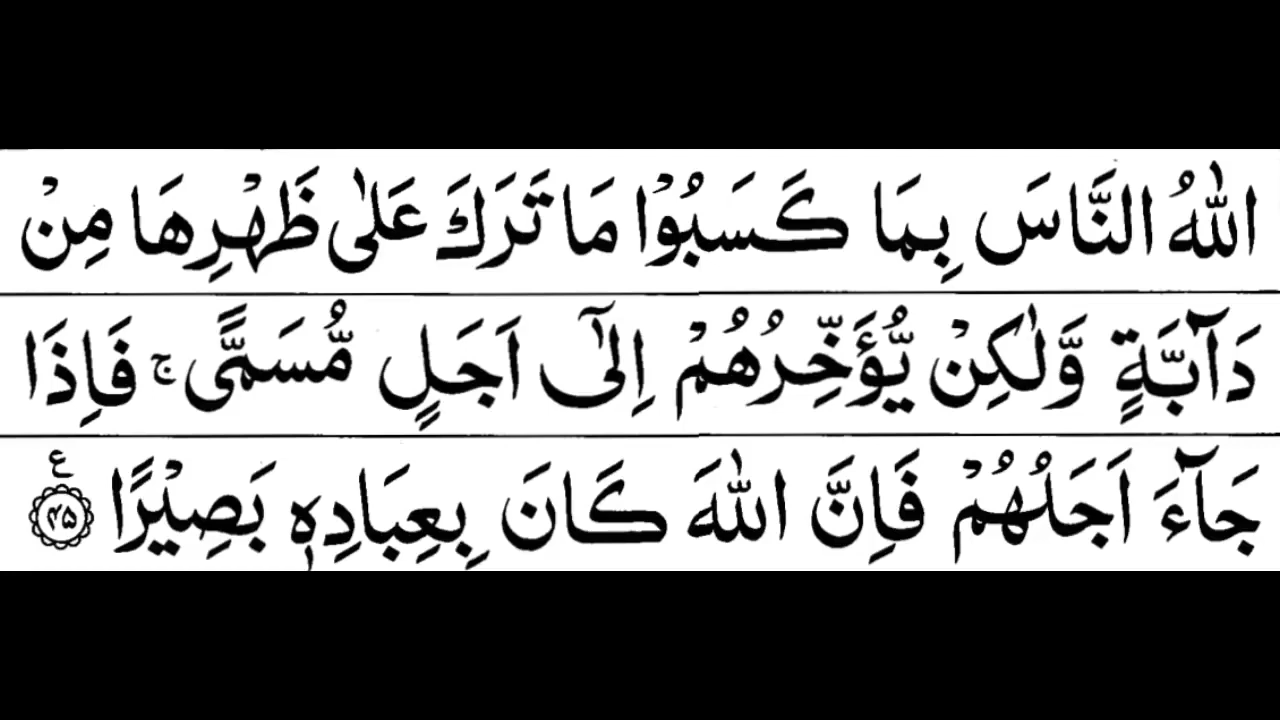 اللّٰهُ النَّاسَ بِمَا كَسَبُوْا مَا تَرَكَ عَلٰى ظَهْرِهَا مِنْ
دَآبَّةٍ وَّلٰكِنْ يُّؤَخِّرُهُمْ اِلٰٓى اَجَلٍ مُّسَمًّى ۚ فَاِذَا
جَآءَ اَجَلُهُمْ فَاِنَّ اللّٰهَ كَانَ بِعِبَادِهٖ بَصِيْرًا ۴۵ ع